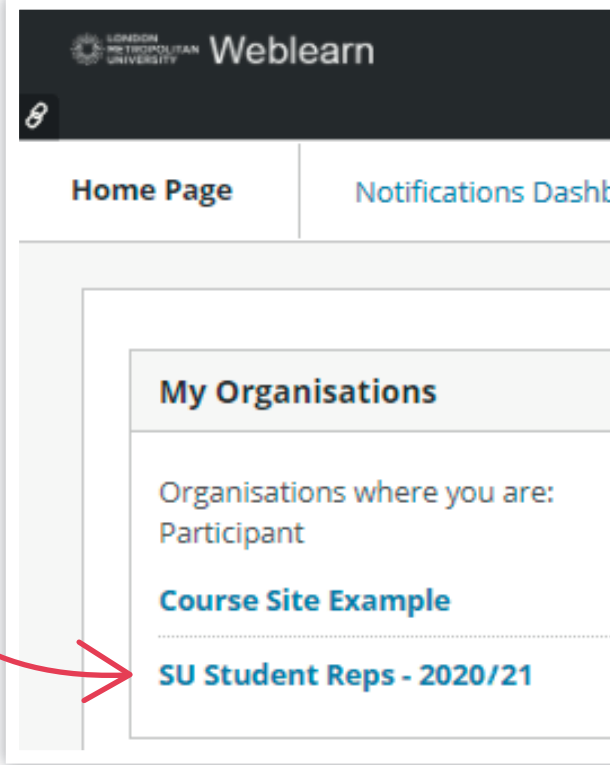 LONDON
METROPOLITAN
UNIVERSITY
Weblearn
Home Page
Notifications Dashb
My Organisations
Organisations where you are:
Participant
Course Site Example
SU Student Reps - 2020/21